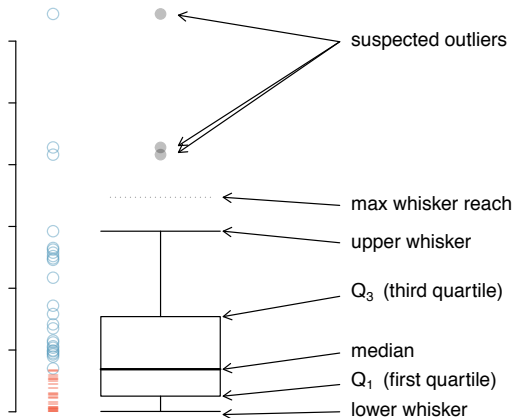 suspected outliers
max whisker reach
upper whisker
Q₃ (third quartile)
median
Q₁ (first quartile)
lower whisker